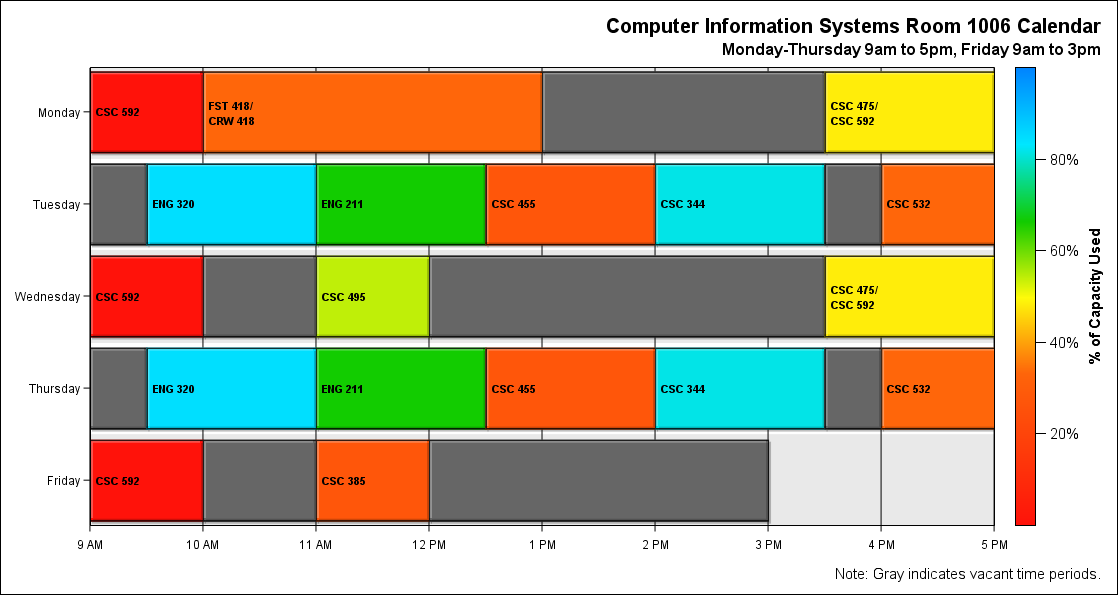 Computer Information Systems Room 1006 Calendar
Monday-Thursday 9am to 5pm, Friday 9am to 3pm
Monday
CSC 592
FST 418/
CRW 418
CSC 475/
CSC 592
Tuesday
ENG 320
ENG 211
CSC 455
CSC 344
CSC 532
Wednesday
CSC 592
CSC 495
CSC 475/
CSC 592
Thursday
ENG 320
ENG 211
CSC 455
CSC 344
CSC 532
Friday
CSC 592
CSC 385
9 AM
10 AM
11 AM
12 PM
1 PM
2 PM
3 PM
4 PM
5 PM
80%
60%
40%
20%
% of Capacity Used
Note: Gray indicates vacant time periods.